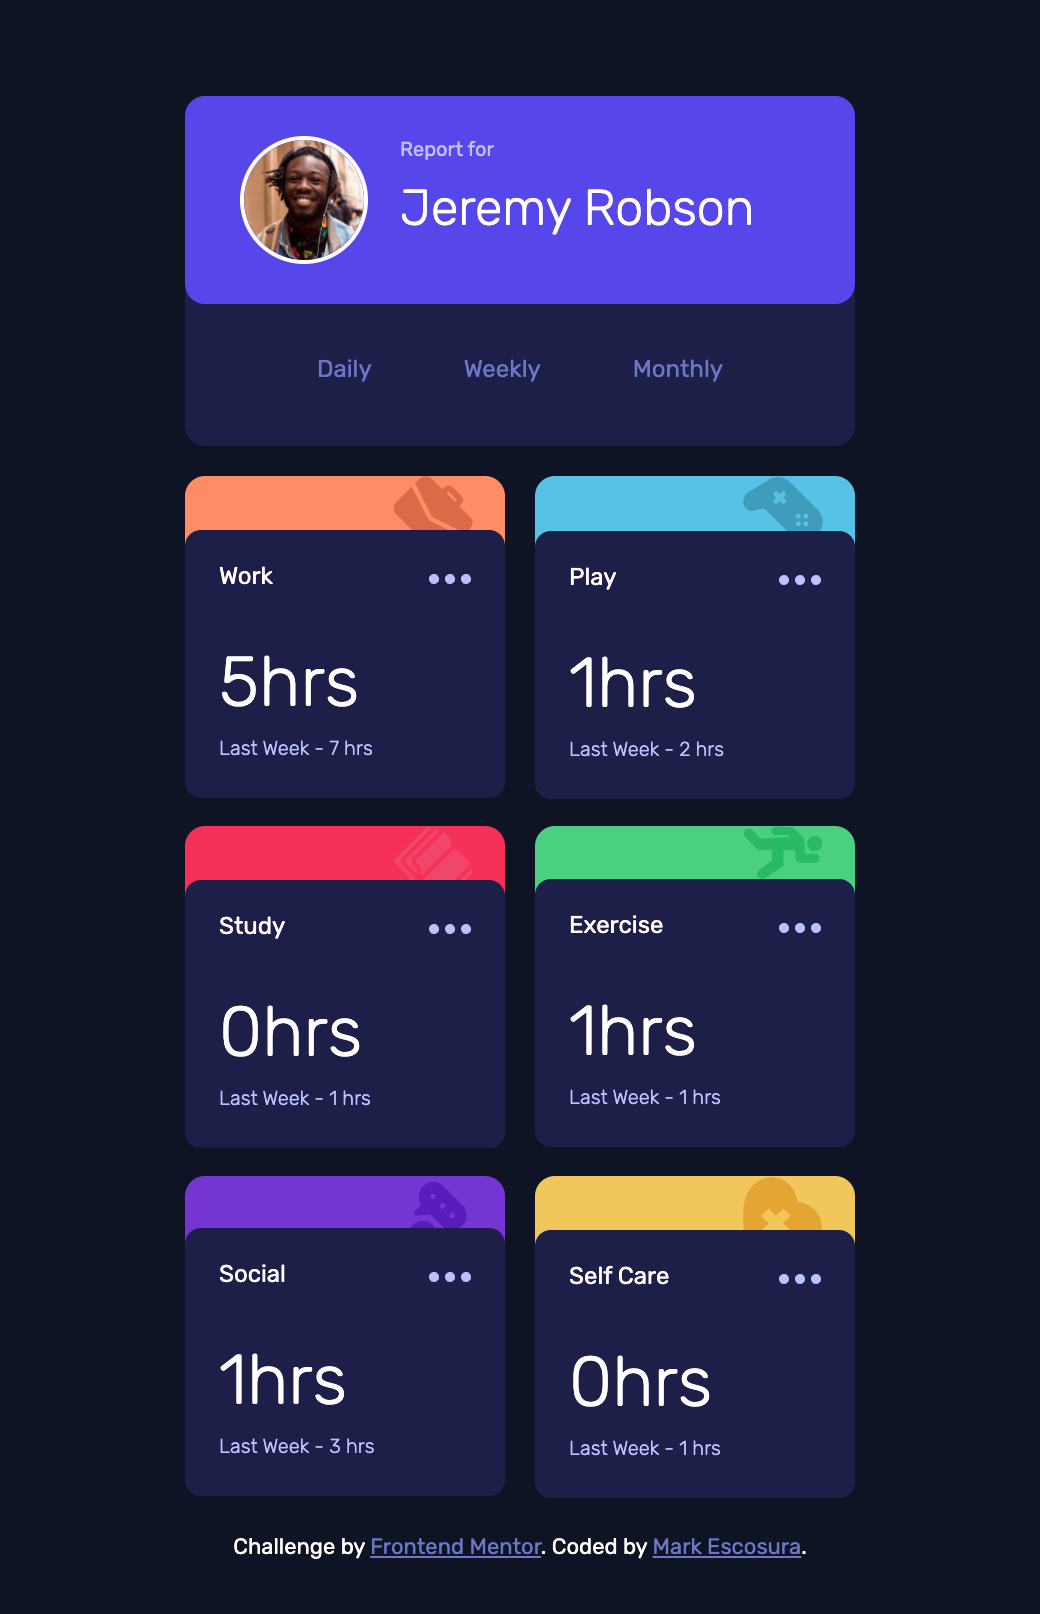 Report for
Jeremy Robson
Daily Weekly Monthly
Work
5hrs
Last Week - 7 hrs
Play
1hrs
Last Week - 2 hrs
Study
0hrs
Last Week - 1 hrs
Exercise
1hrs
Last Week - 1 hrs
Social
1hrs
Last Week - 3 hrs
Self Care
0hrs
Last Week - 1 hrs
Challenge by Frontend Mentor. Coded by Mark Escosura.